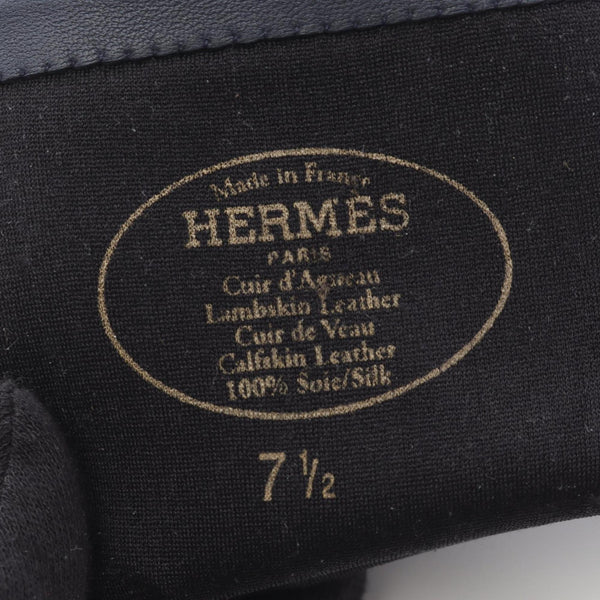 Made in France
HERMÈS
PARIS
Cuir d'Agneau
Lambskin Leather
Cuir de Veau
Calfskin Leather
100% Soie/Silk
7 ½